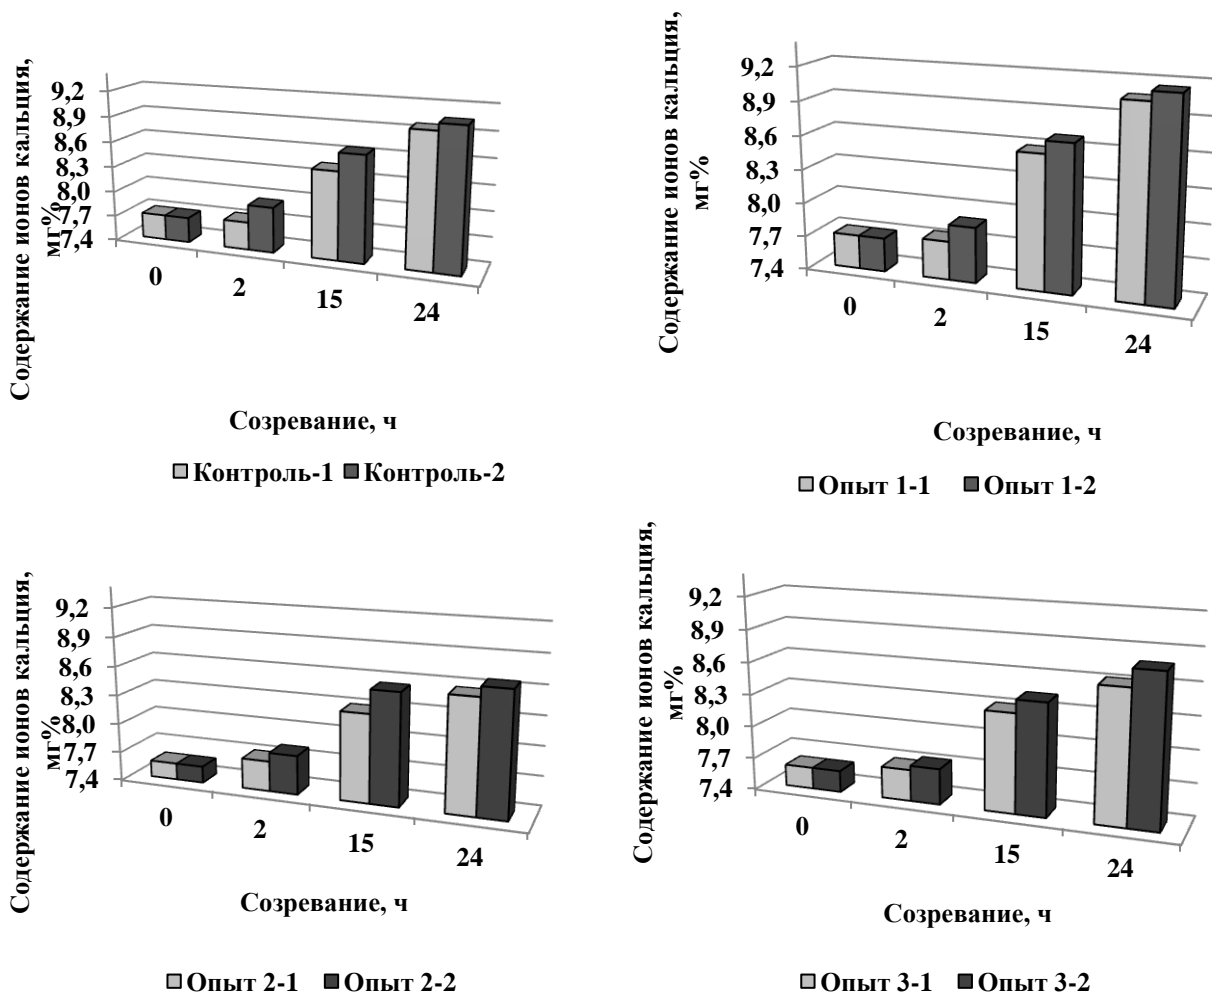 Содержание ионов кальция,
мг%
9,2
8,9
8,6
8,3
8,0
7,7
7,4
0
2
15
24
Созревание, ч
Контроль-1 Контроль-2
Содержание ионов кальция,
мг%
9,2
8,9
8,6
8,3
8,0
7,7
7,4
0
2
15
24
Созревание, ч
Опыт 1-1 Опыт 1-2
Содержание ионов кальция,
мг%
9,2
8,9
8,6
8,3
8,0
7,7
7,4
0
2
15
24
Созревание, ч
Опыт 2-1 Опыт 2-2
Содержание ионов кальция,
мг%
9,2
8,9
8,6
8,3
8,0
7,7
7,4
0
2
15
24
Созревание, ч
Опыт 3-1 Опыт 3-2